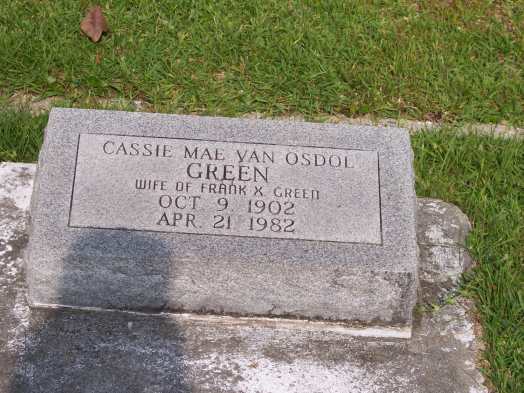 CASSIE MAE VAN OSDOL
GREEN
WIFE OF FRANK X. GREEN
OCT 9 1902
APR. 21 1982